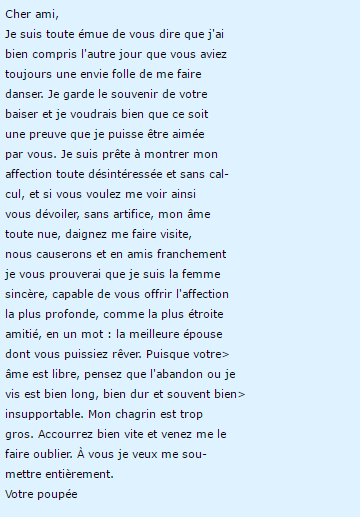 Cher ami,
Je suis toute émue de vous dire que j'ai
bien compris l'autre jour que vous aviez
toujours une envie folle de me faire
danser. Je garde le souvenir de votre
baiser et je voudrais bien que ce soit
une preuve que je puisse être aimée
par vous. Je suis prête à montrer mon
affection toute désintéressée et sans cal-
cul, et si vous voulez me voir ainsi
vous dévoiler, sans artifice, mon âme
toute nue, daignez me faire visite,
nous causerons et en amis franchement
je vous prouverai que je suis la femme
sincère, capable de vous offrir l'affection
la plus profonde, comme la plus étroite
amitié, en un mot : la meilleure épouse
dont vous puissiez rêver. Puisque votre>
âme est libre, pensez que l'abandon ou je
vis est bien long, bien dur et souvent bien>
insupportable. Mon chagrin est trop
gros. Accourrez bien vite et venez me le
faire oublier. À vous je veux me sou-
mettre entièrement.
Votre poupée